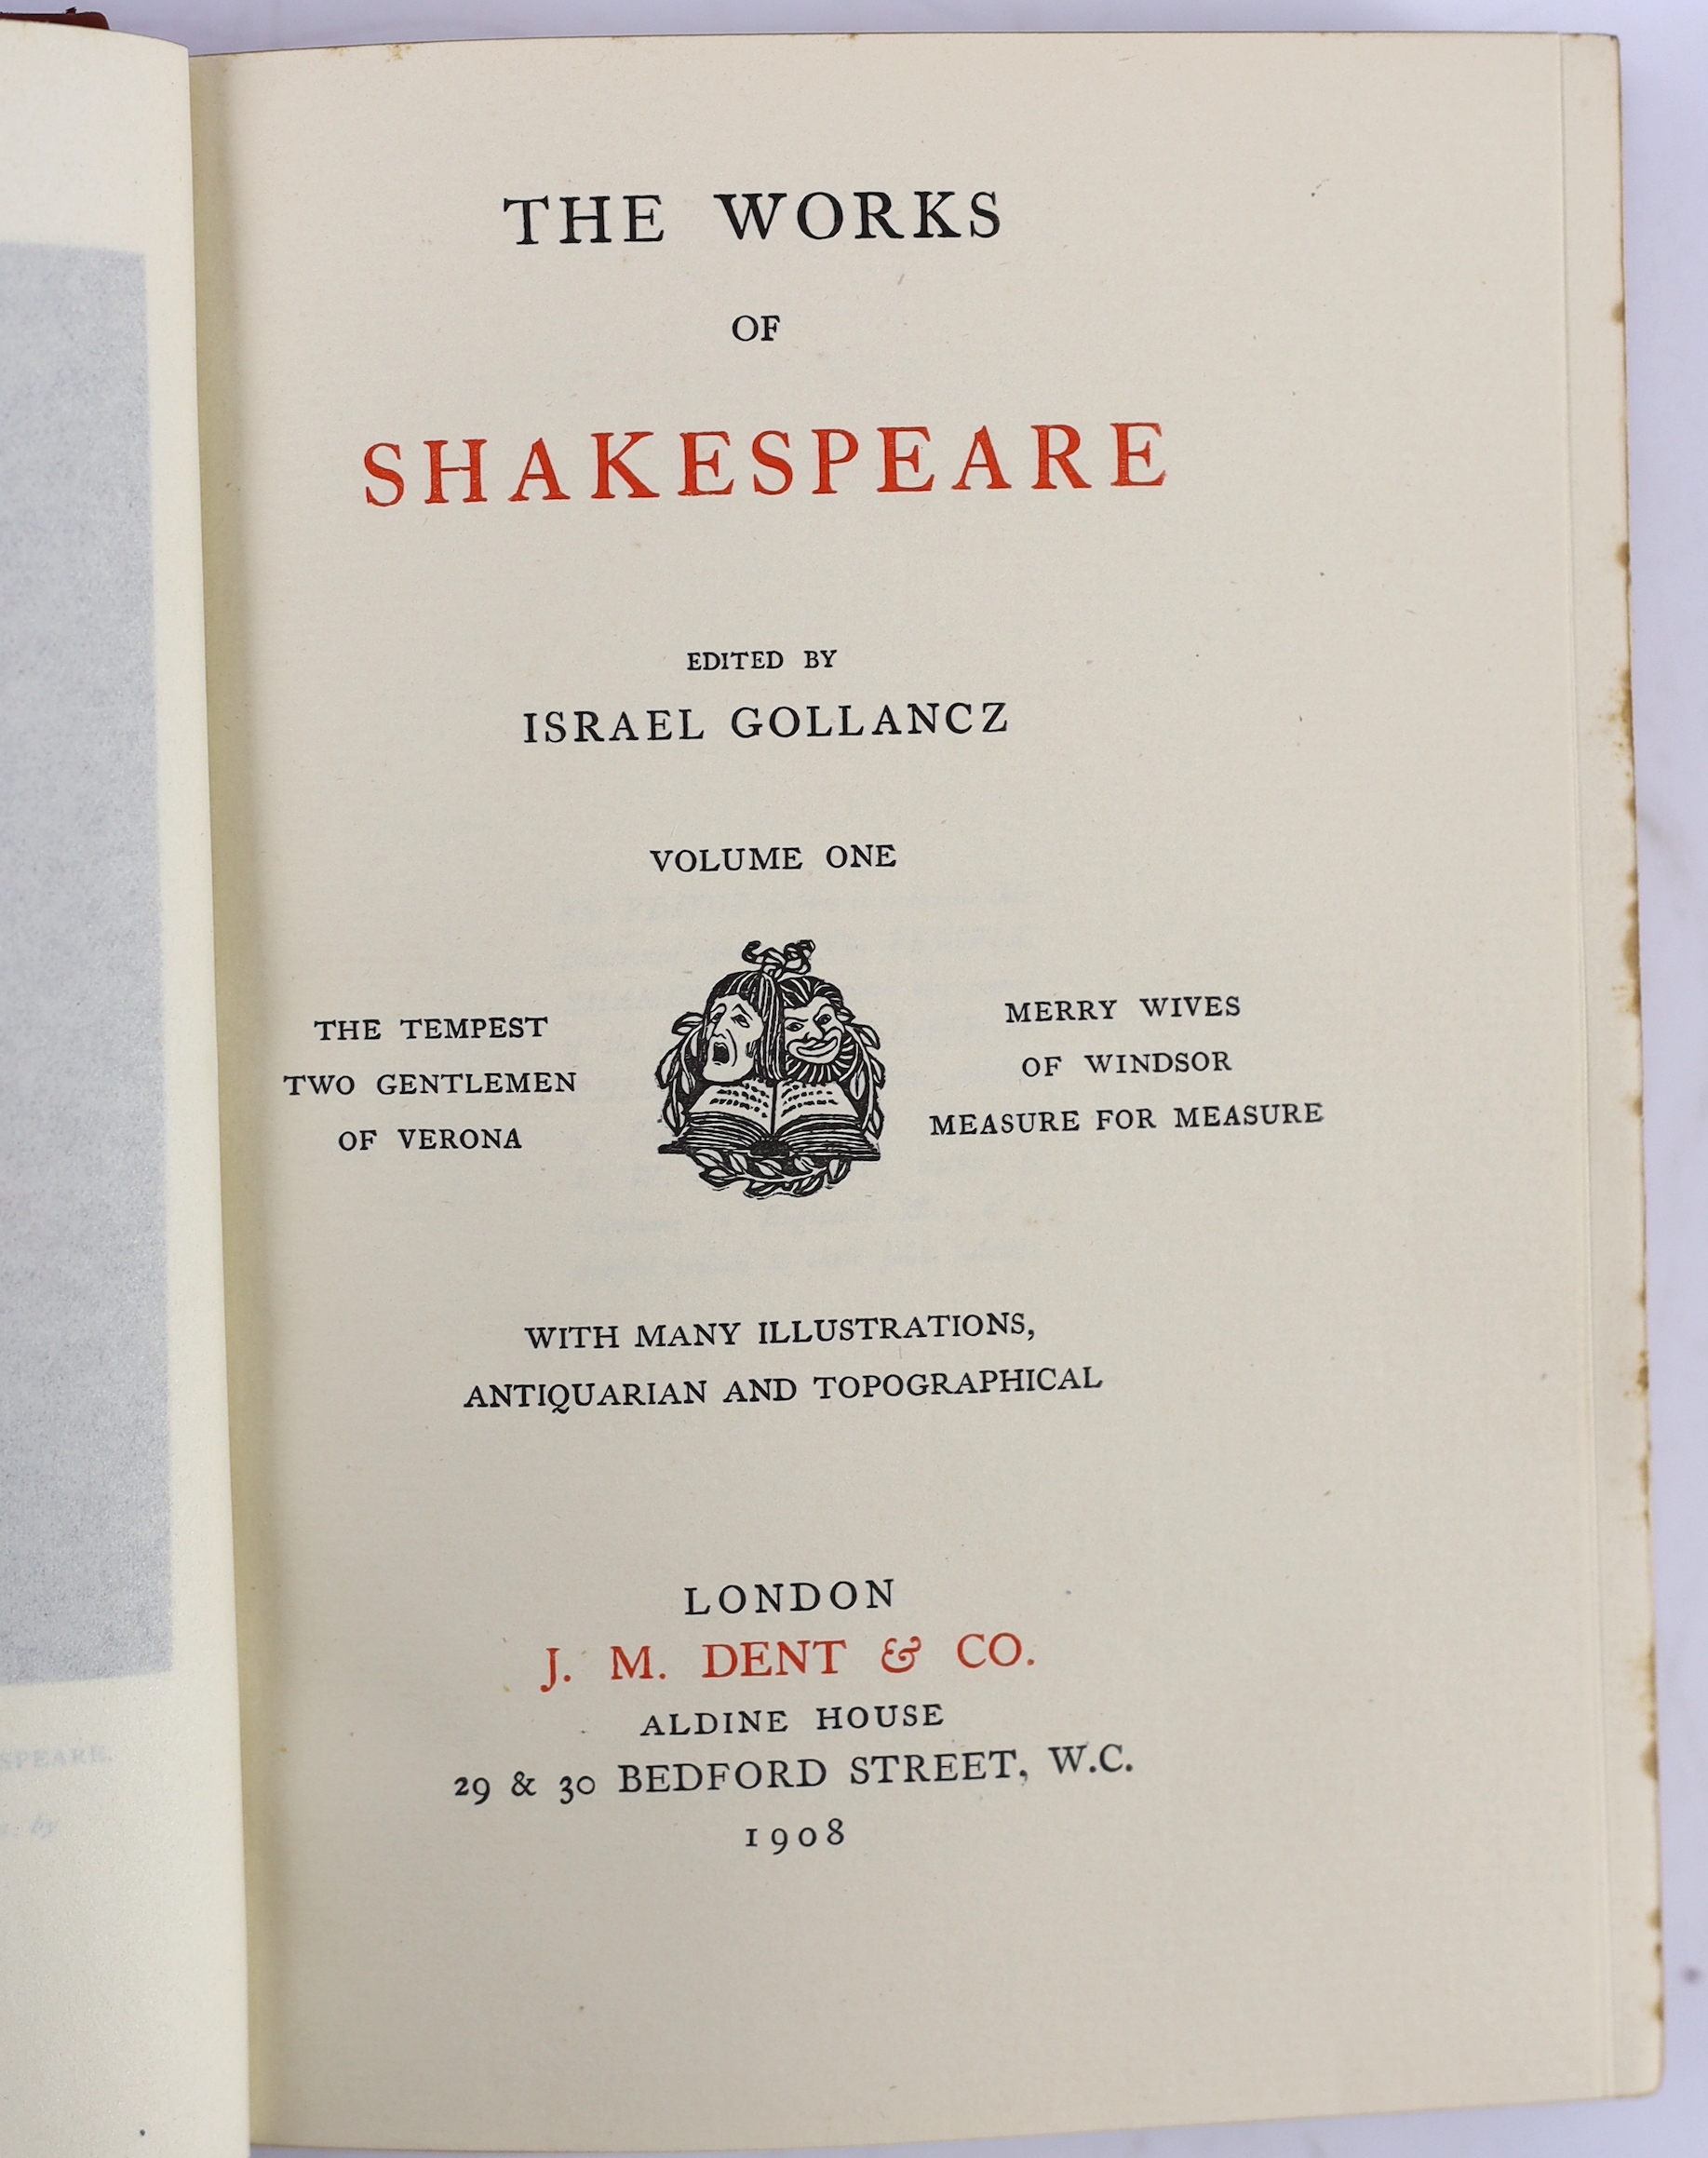 THE WORKS
OF
SHAKESPEARE
EDITED BY
ISRAEL GOLLANCZ
VOLUME ONE
THE TEMPEST
TWO GENTLEMEN
OF VERONA
MERRY WIVES
OF WINDSOR
MEASURE FOR MEASURE
WITH MANY ILLUSTRATIONS,
ANTIQUARIAN AND TOPOGRAPHICAL
LONDON
J. M. DENT & CO.
ALDINE HOUSE
29 & 30 BEDFORD STREET, W.C.
1908
SPEARE.
by